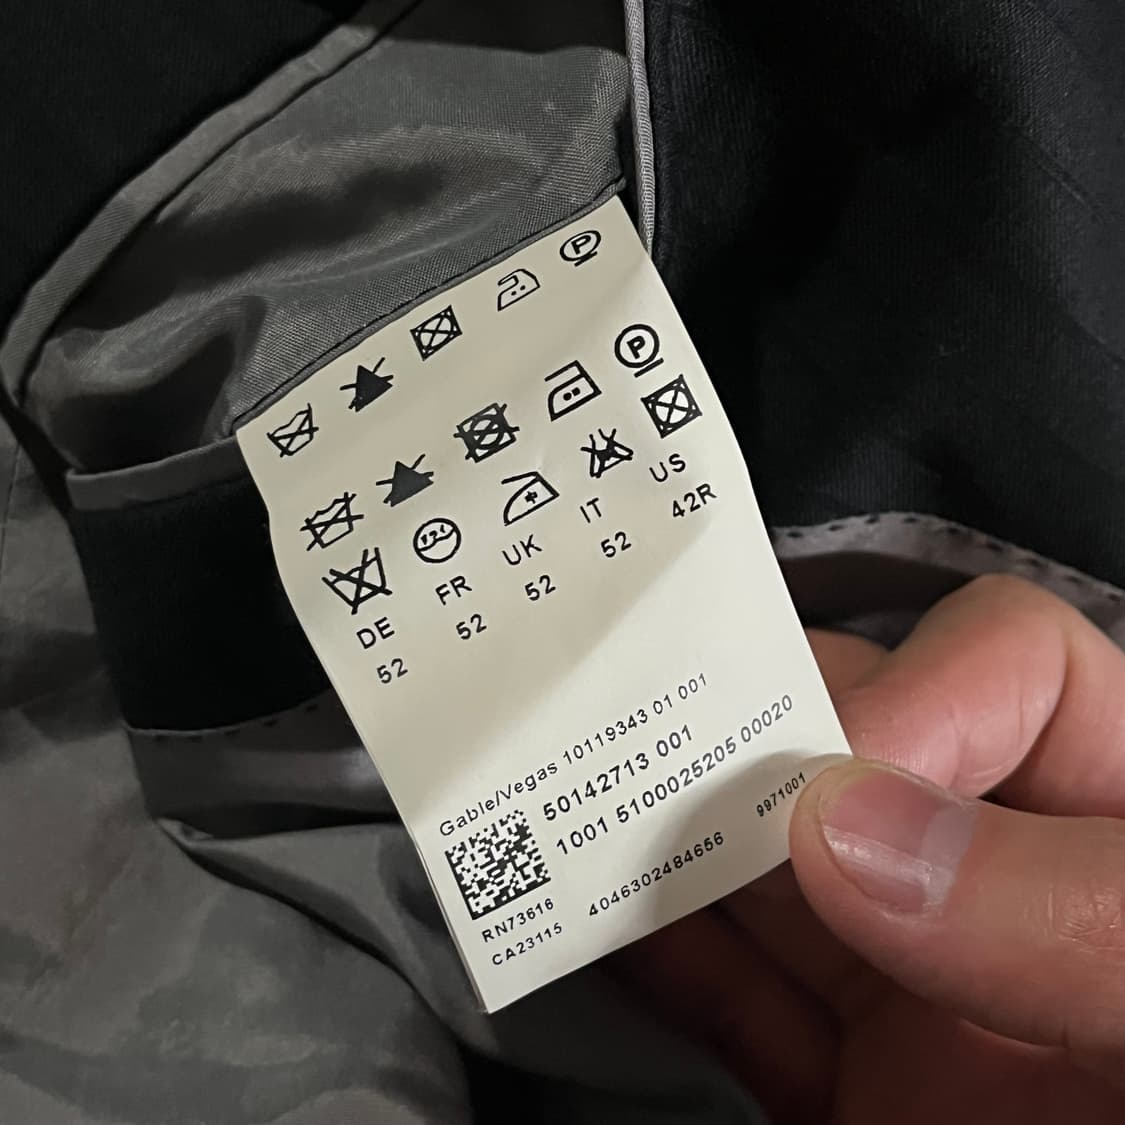 P
P
DE FR UK IT US
52 52 52 52 42R
Gable/Vegas 10119343 01 001
50142713 001
1001 5100025205 00020
RN73616 4046302484656 9971001
CA23115